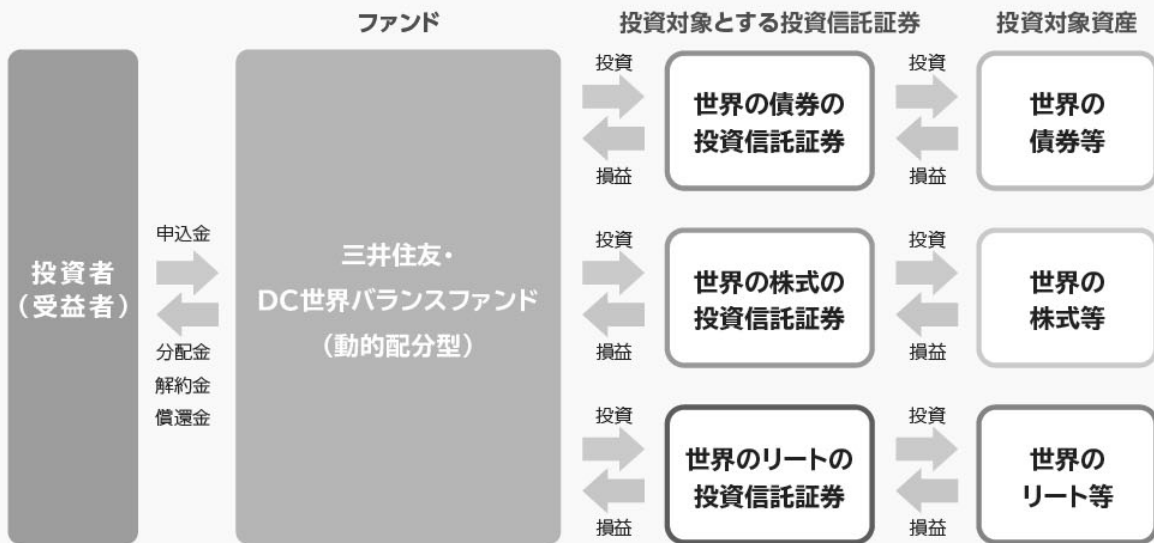 ファンド
投資対象とする投資信託証券
投資対象資産
投資者
（受益者）
申込金
分配金
解約金
償還金
三井住友・
DC世界バランスファンド
（動的配分型）
投資
損益
世界の債券の
投資信託証券
投資
損益
世界の
債券等
投資
損益
世界の株式の
投資信託証券
投資
損益
世界の
株式等
投資
損益
世界のリートの
投資信託証券
投資
損益
世界の
リート等